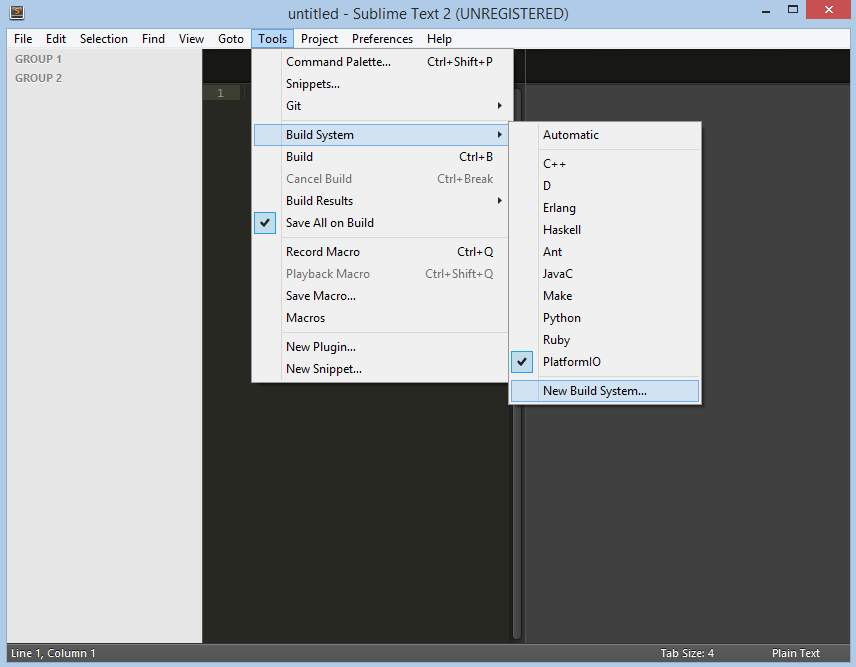 untitled - Sublime Text 2 (UNREGISTERED)
File Edit Selection Find View Goto Tools Project Preferences Help
GROUP 1
GROUP 2
1
Command Palette... Ctrl+Shift+P
Snippets...
Git
Build System
Build Ctrl+B
Cancel Build Ctrl+Break
Build Results
Save All on Build
Record Macro Ctrl+Q
Playback Macro Ctrl+Shift+Q
Save Macro...
Macros
New Plugin...
New Snippet...
Automatic
C++
D
Erlang
Haskell
Ant
JavaC
Make
Python
Ruby
PlatformIO
New Build System...
Line 1, Column 1 Tab Size: 4 Plain Text